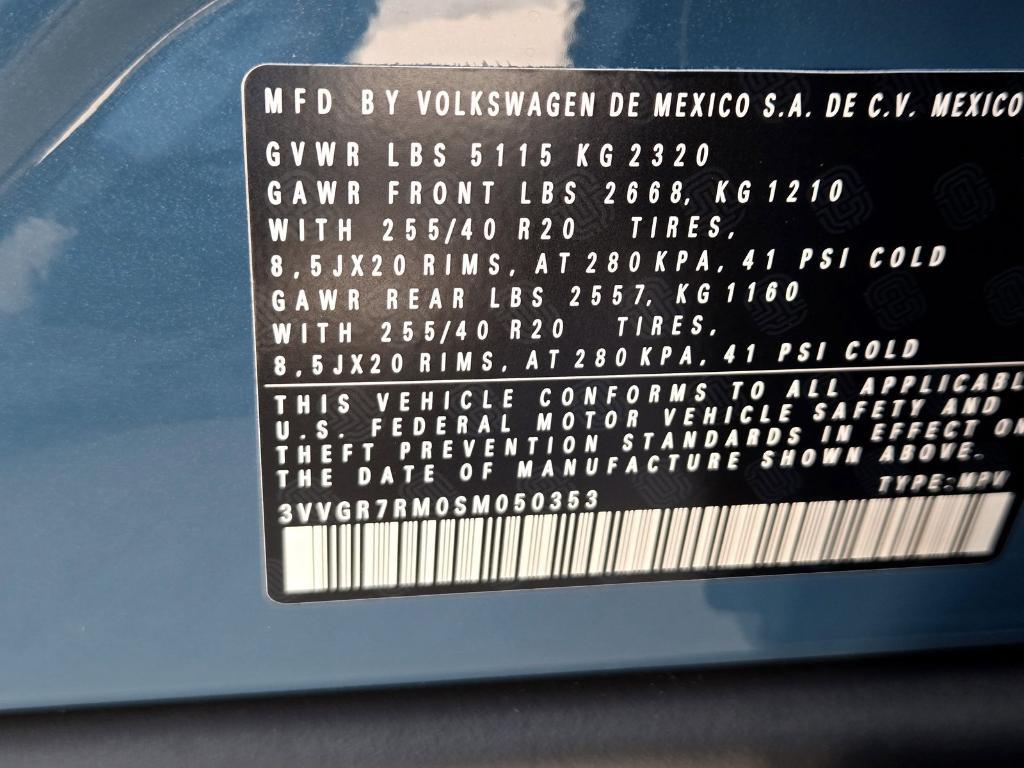 MFD BY VOLKSWAGEN DE MEXICO S.A. DE C.V. MEXICO
GVWR LBS 5115 KG 2320
GAWR FRONT LBS 2668, KG 1210
WITH 255/40 R20 TIRES,
8,5JX20 RIMS, AT 280 KPA, 41 PSI COLD
GAWR REAR LBS 2557, KG 1160
WITH 255/40 R20 TIRES,
8,5JX20 RIMS, AT 280 KPA, 41 PSI COLD
THIS VEHICLE CONFORMS TO ALL APPLICABL
U.S. FEDERAL MOTOR VEHICLE SAFETY AND
THEFT PREVENTION STANDARDS IN EFFECT ON
THE DATE OF MANUFACTURE SHOWN ABOVE.
3VVGR7RM0SM050353 TYPE: MPV